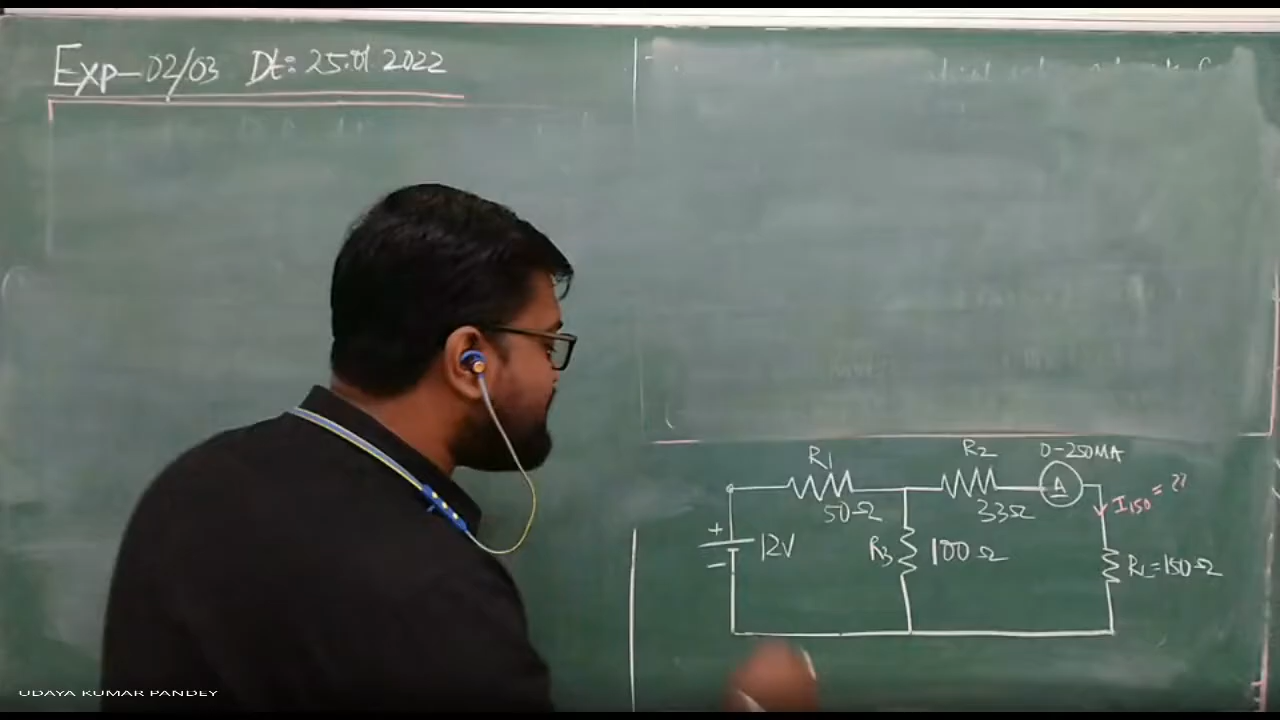 Exp-02/03 Dt: 25.01 2022
R1
R2
0-250MA
50Ω
33Ω
A
I150 = ??
+
12V
R3
100 Ω
RL=150Ω
UDAYA KUMAR PANDEY